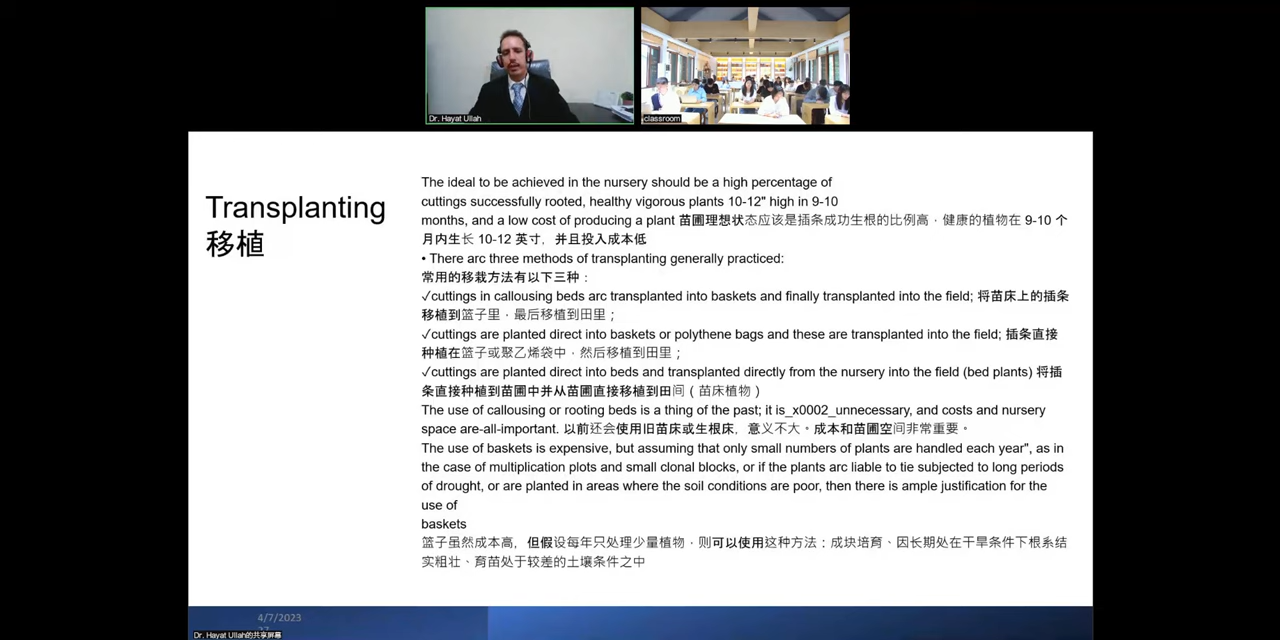 Dr. Hayat Ullah
classroom
Transplanting
移植
The ideal to be achieved in the nursery should be a high percentage of
cuttings successfully rooted, healthy vigorous plants 10-12" high in 9-10
months, and a low cost of producing a plant 苗圃理想状态应该是插条成功生根的比例高，健康的植物在 9-10 个
月内生长 10-12 英寸，并且投入成本低
• There arc three methods of transplanting generally practiced:
常用的移栽方法有以下三种：
✓cuttings in callousing beds arc transplanted into baskets and finally transplanted into the field; 将苗床上的插条
移植到篮子里，最后移植到田里；
✓cuttings are planted direct into baskets or polythene bags and these are transplanted into the field; 插条直接
种植在篮子或聚乙烯袋中，然后移植到田里；
✓cuttings are planted direct into beds and transplanted directly from the nursery into the field (bed plants) 将插
条直接种植到苗圃中并从苗圃直接移植到田间（苗床植物）
The use of callousing or rooting beds is a thing of the past; it is_x0002_unnecessary, and costs and nursery
space are-all-important. 以前还会使用旧苗床或生根床，意义不大。成本和苗圃空间非常重要。
The use of baskets is expensive, but assuming that only small numbers of plants are handled each year", as in
the case of multiplication plots and small clonal blocks, or if the plants arc liable to tie subjected to long periods
of drought, or are planted in areas where the soil conditions are poor, then there is ample justification for the
use of
baskets
篮子虽然成本高，但假设每年只处理少量植物，则可以使用这种方法：成块培育、因长期处在干旱条件下根系结
实粗壮、育苗处于较差的土壤条件之中
4/7/2023
Dr. Hayat Ullah的共享屏幕